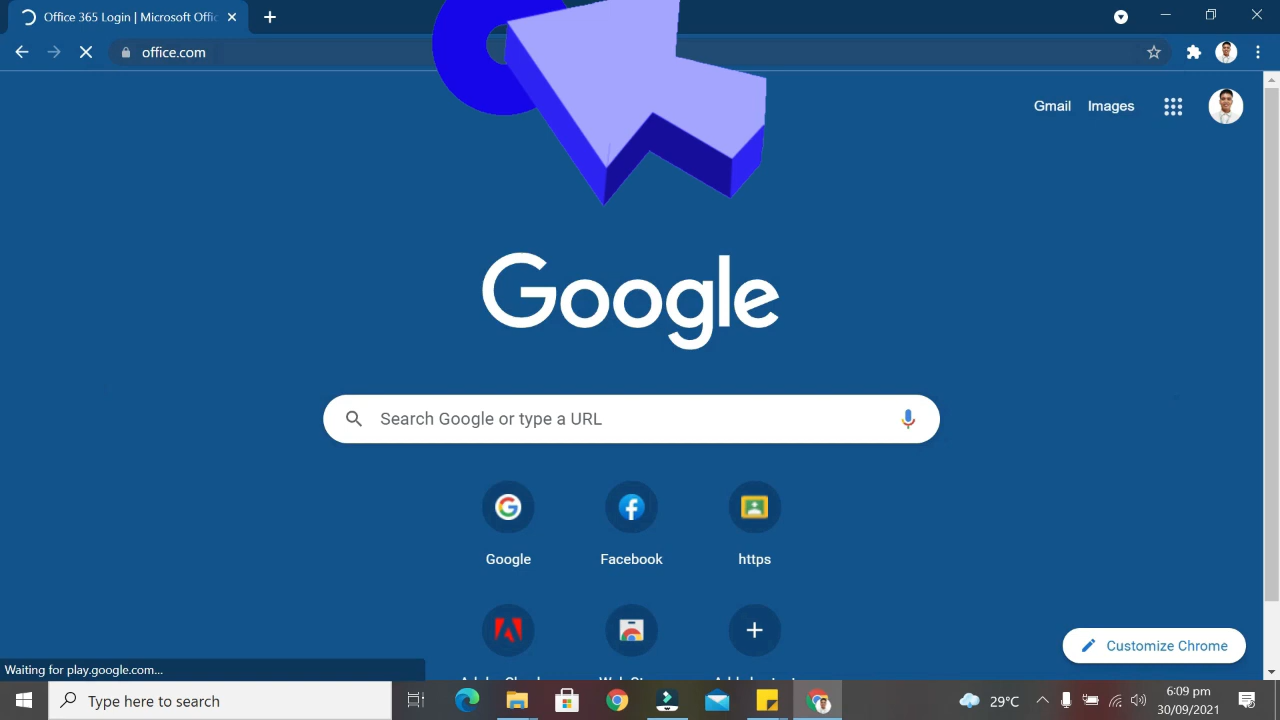 Office 365 Login | Microsoft Offic
office.com
Gmail
Images
Google
Search Google or type a URL
Google
Facebook
https
Customize Chrome
Waiting for play.google.com...
Type here to search
29°C
6:09 pm
30/09/2021